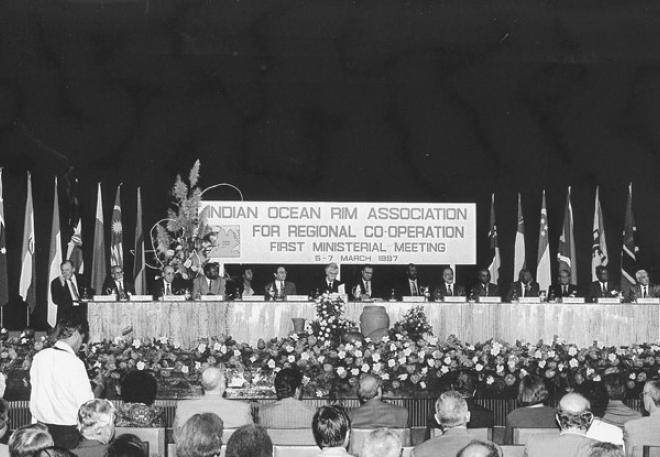 INDIAN OCEAN RIM ASSOCIATION
FOR REGIONAL CO-OPERATION
FIRST MINISTERIAL MEETING
5-7 MARCH 1997